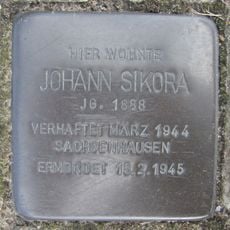 HIER WOHNTE
JOHANN SIKORA
JG. 1888
VERHAFTET MÄRZ 1944
SACHSENHAUSEN
ERMORDET 19.2.1945